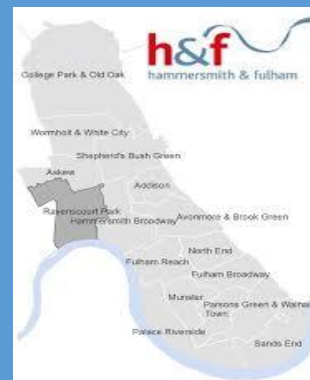 h&f
hammersmith & fulham
College Park & Old Oak
Wormholt & White City
Shepherd's Bush Green
Askew
Addison
Ravenscourt Park
Hammersmith Broadway
Avonmore & Brook Green
North End
Fulham Reach
Fulham Broadway
Munster
Parsons Green & Walham
Town
Palace Riverside
Sands End